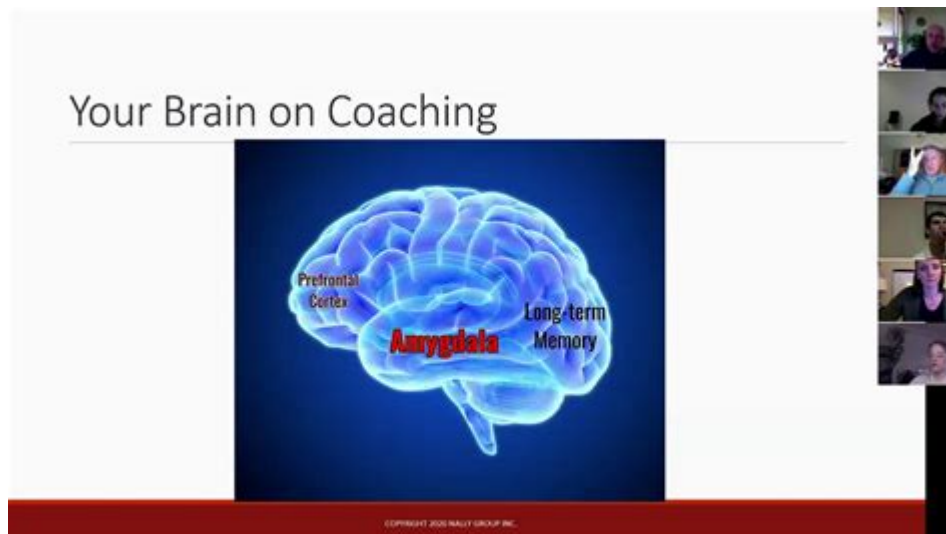 Your Brain on Coaching
Prefrontal
Cortex
Amygdala
Long-term
Memory
COPYRIGHT 2020 NALLY GROUP INC.